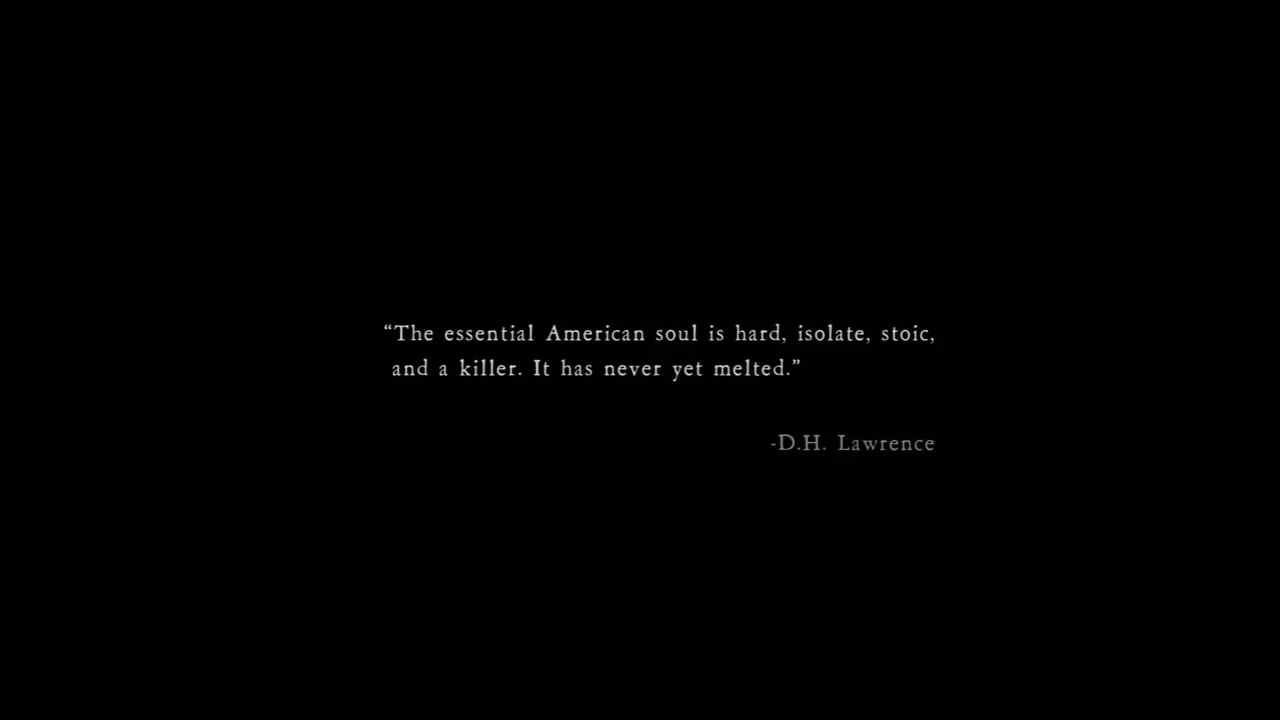 “The essential American soul is hard, isolate, stoic,
and a killer. It has never yet melted.”
-D.H. Lawrence